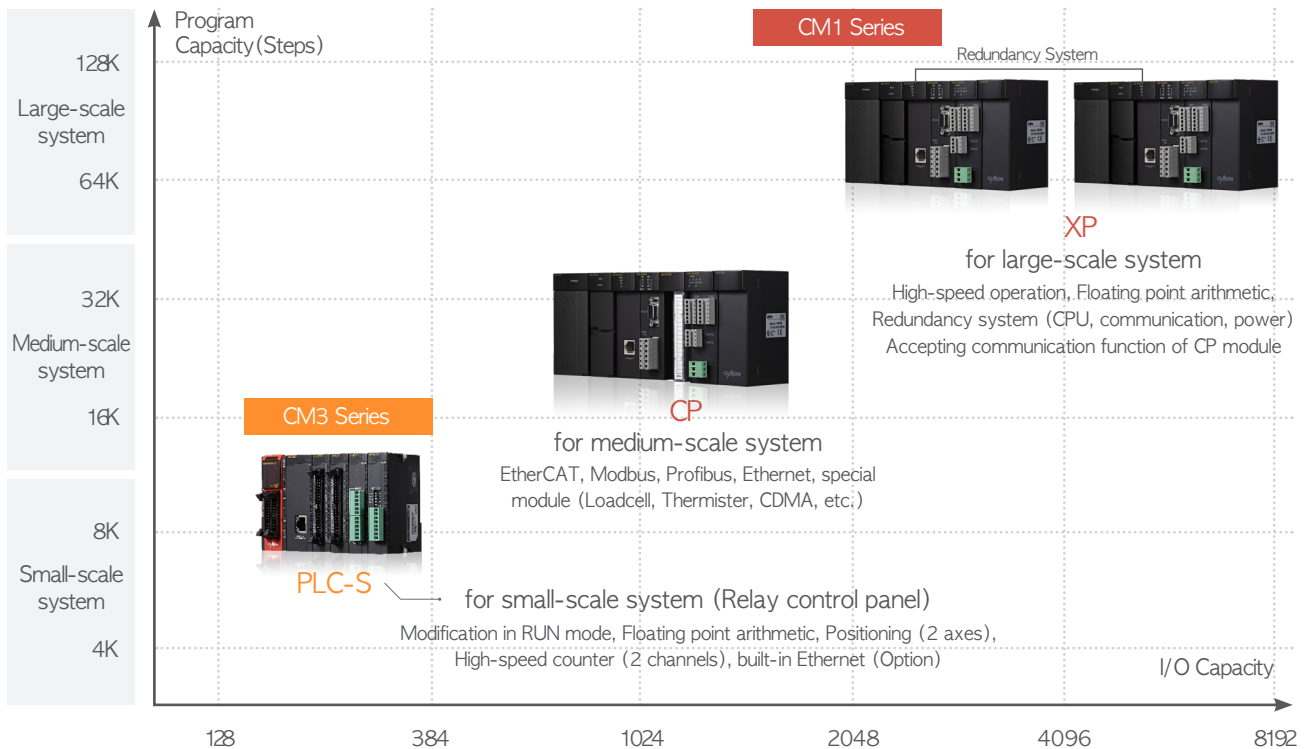 Program
Capacity(Steps)
CM1 Series
Redundancy System
128K
Large-scale
system
64K
XP
for large-scale system
High-speed operation, Floating point arithmetic,
Redundancy system (CPU, communication, power)
Accepting communication function of CP module
32K
Medium-scale
system
16K
CP
for medium-scale system
EtherCAT, Modbus, Profibus, Ethernet, special
module (Loadcell, Thermister, CDMA, etc.)
CM3 Series
8K
Small-scale
system
4K
PLC-S
for small-scale system (Relay control panel)
Modification in RUN mode, Floating point arithmetic, Positioning (2 axes),
High-speed counter (2 channels), built-in Ethernet (Option)
I/O Capacity
128
384
1024
2048
4096
8192